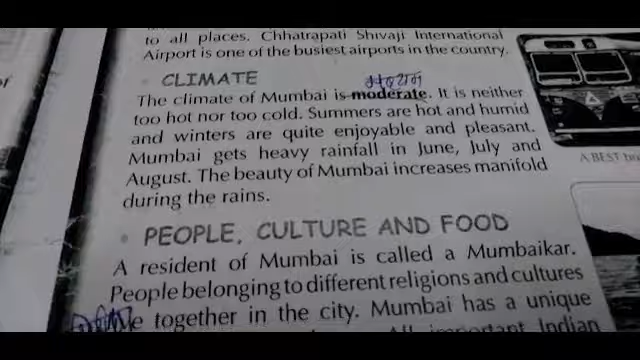 to all places. Chhatrapati Shivaji International
Airport is one of the busiest airports in the country.
CLIMATE
The climate of Mumbai is moderate. It is neither
too hot nor too cold. Summers are hot and humid
and winters are quite enjoyable and pleasant.
Mumbai gets heavy rainfall in June, July and
August. The beauty of Mumbai increases manifold
during the rains.
A BEST
PEOPLE, CULTURE AND FOOD
A resident of Mumbai is called a Mumbaikar.
People belonging to different religions and cultures
live together in the city. Mumbai has a unique
All important Indian